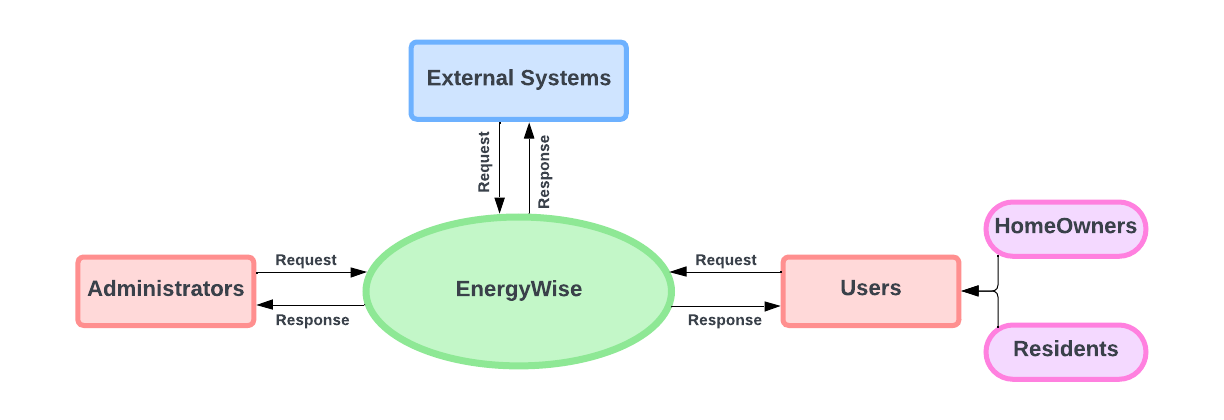 External Systems
Request
Response
HomeOwners
Request
Request
Administrators
EnergyWise
Users
Response
Response
Residents